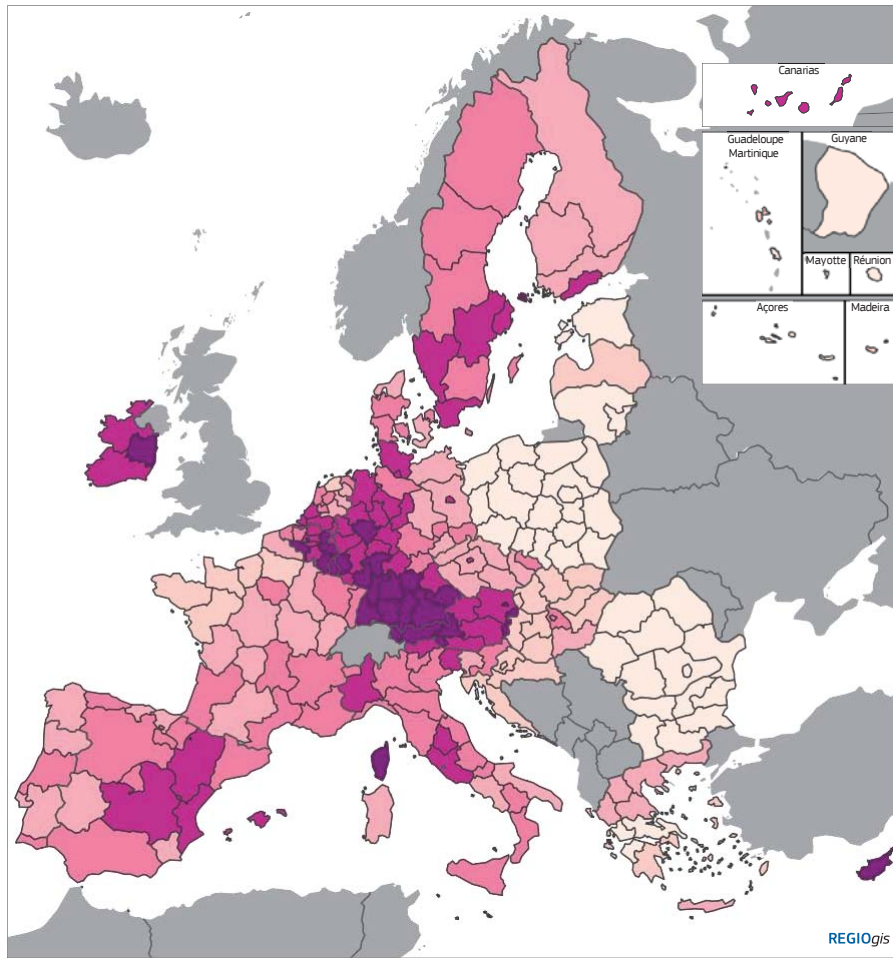 Canarias
Guadeloupe
Martinique
Guyane
Mayotte
Réunion
Açores
Madeira
REGIOgis